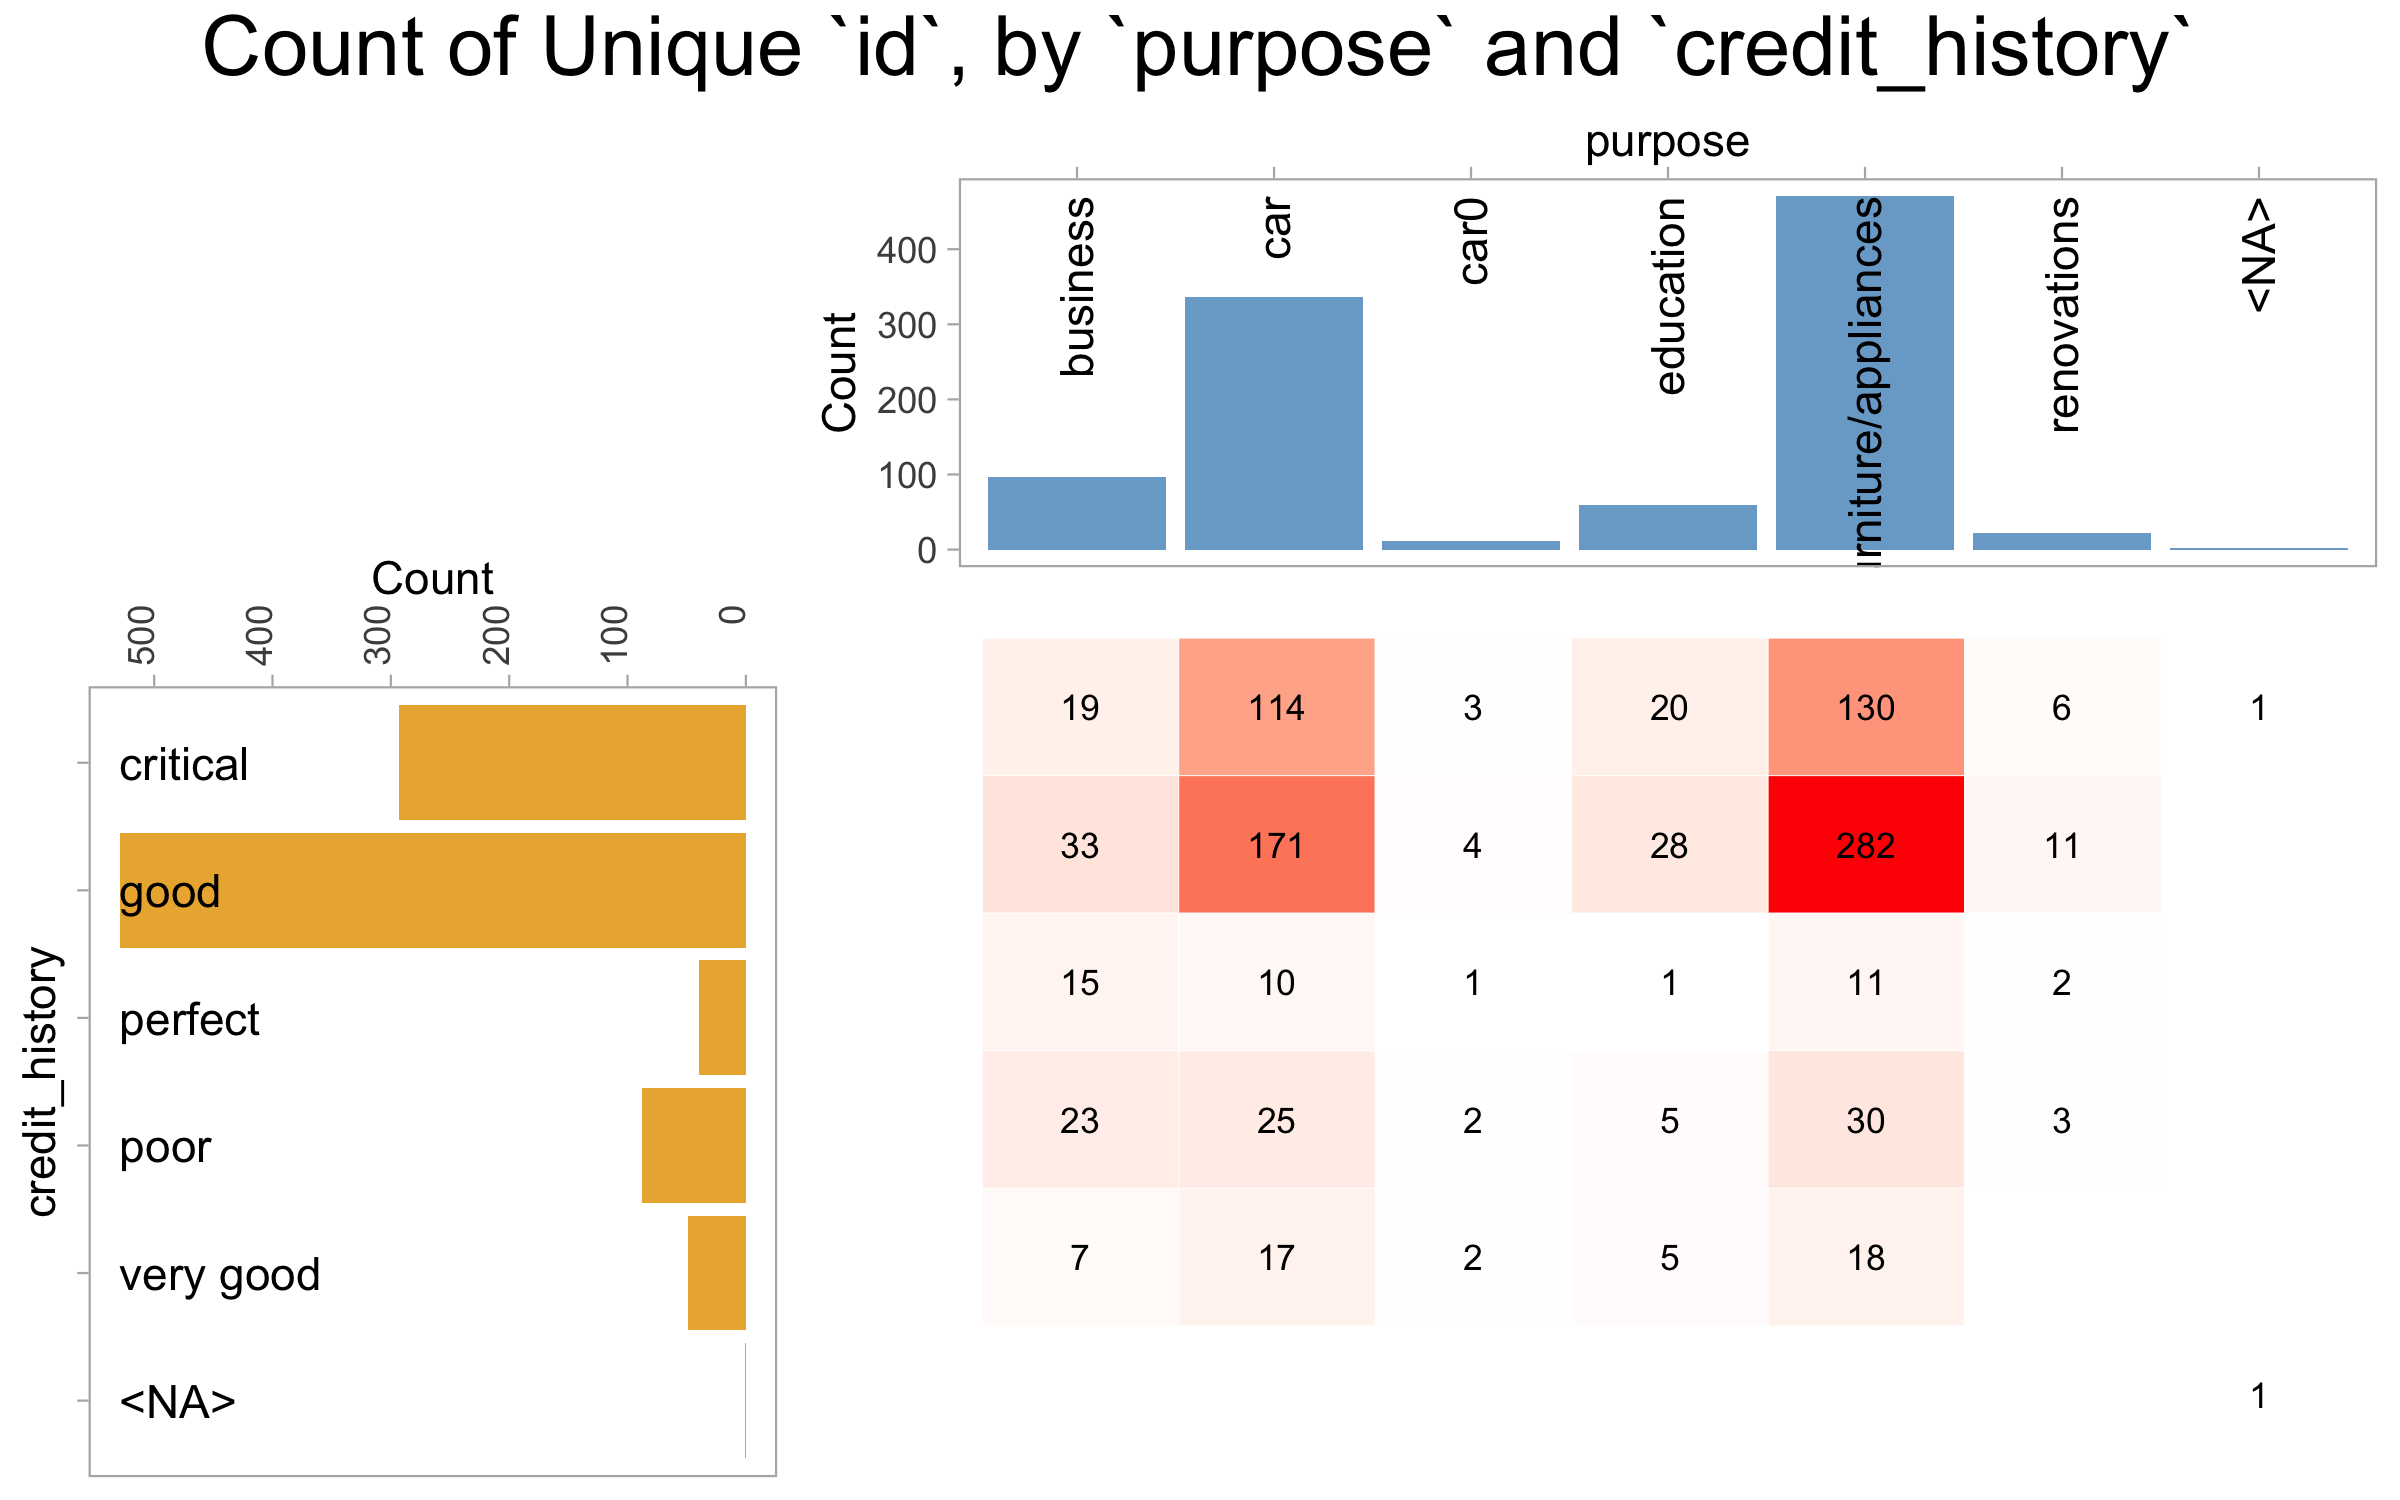 Count of Unique `id`, by `purpose` and `credit_history`
purpose
Count
400
300
200
100
0
business
car
car0
education
urniture/appliances
renovations
<NA>
Count
500
400
300
200
100
0
credit_history
critical
good
perfect
poor
very good
<NA>
19 114 3 20 130 6 1
33 171 4 28 282 11
15 10 1 1 11 2
23 25 2 5 30 3
7 17 2 5 18
1